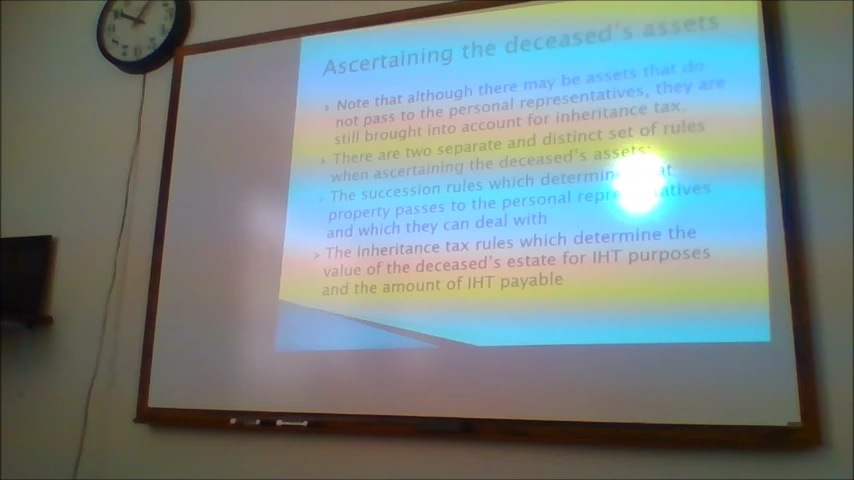 Ascertaining the deceased's assets
Note that although there may be assets that do
not pass to the personal representatives, they are
still brought into account for inheritance tax.
There are two separate and distinct set of rules
when ascertaining the deceased's assets:
The succession rules which
property passes to the personal
and which they can deal with
The inheritance tax rules which determine the
value of the deceased's estate for IHT purposes
and the amount of IHT payable